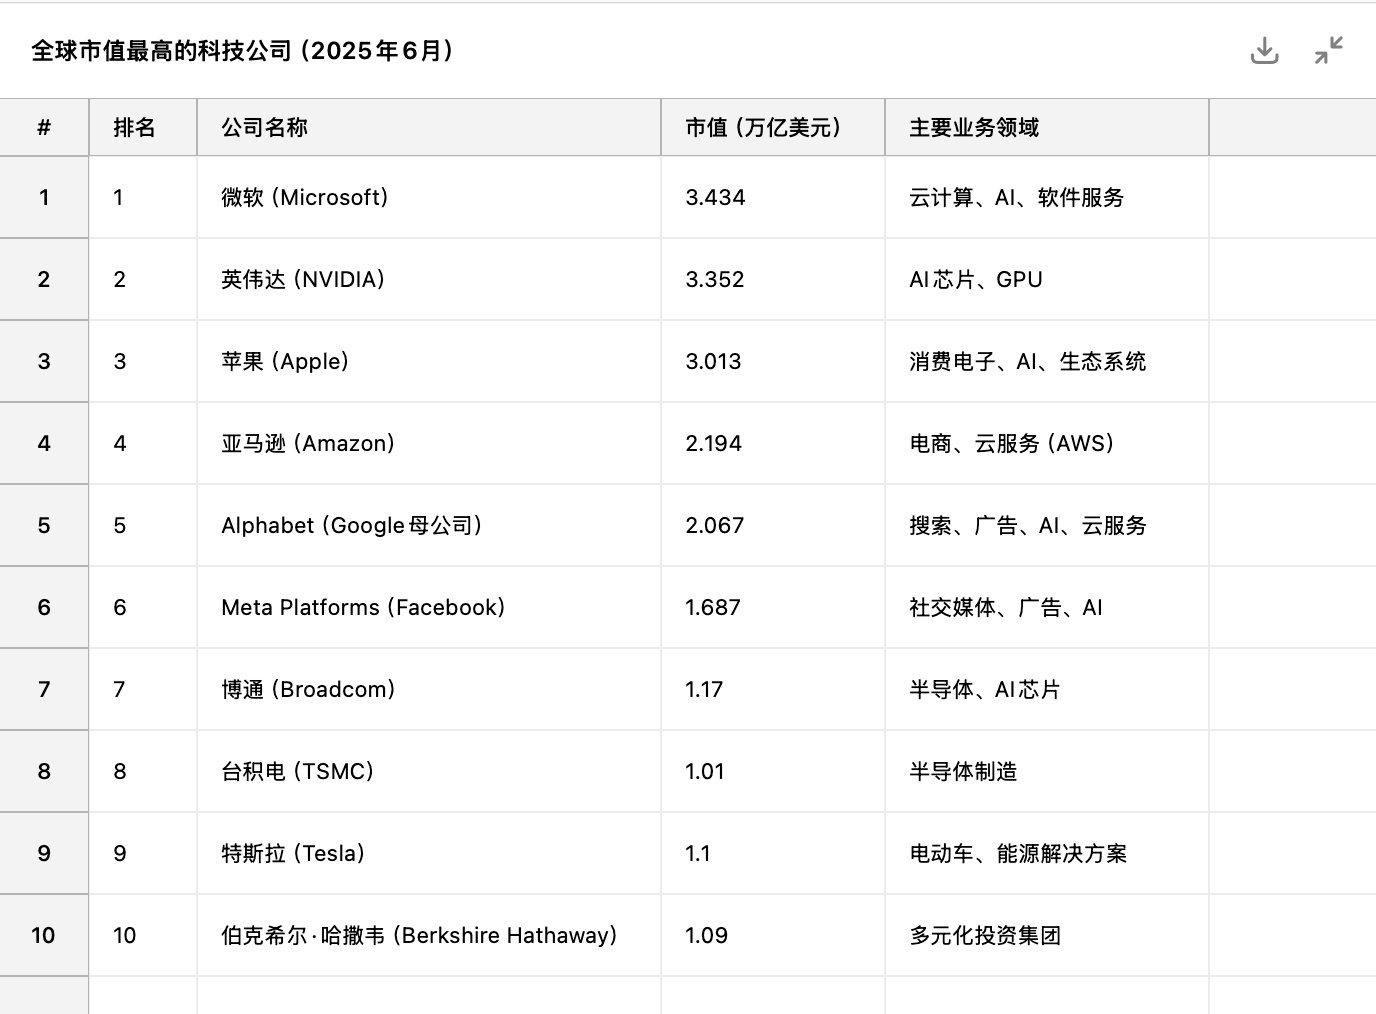 全球市值最高的科技公司 (2025年6月)
# 排名 公司名称 市值 (万亿美元) 主要业务领域
1 1 微软 (Microsoft) 3.434 云计算、AI、软件服务
2 2 英伟达 (NVIDIA) 3.352 AI芯片、GPU
3 3 苹果 (Apple) 3.013 消费电子、AI、生态系统
4 4 亚马逊 (Amazon) 2.194 电商、云服务 (AWS)
5 5 Alphabet (Google母公司) 2.067 搜索、广告、AI、云服务
6 6 Meta Platforms (Facebook) 1.687 社交媒体、广告、AI
7 7 博通 (Broadcom) 1.17 半导体、AI芯片
8 8 台积电 (TSMC) 1.01 半导体制造
9 9 特斯拉 (Tesla) 1.1 电动车、能源解决方案
10 10 伯克希尔·哈撒韦 (Berkshire Hathaway) 1.09 多元化投资集团